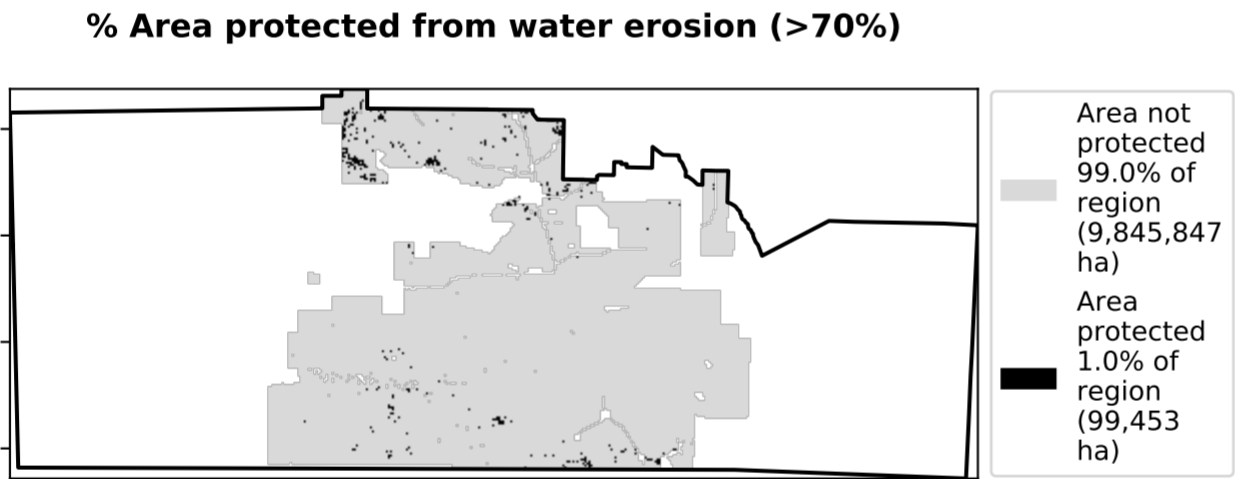 % Area protected from water erosion (>70%)
Area not
protected
99.0% of
region
(9,845,847
ha)
Area
protected
1.0% of
region
(99,453
ha)